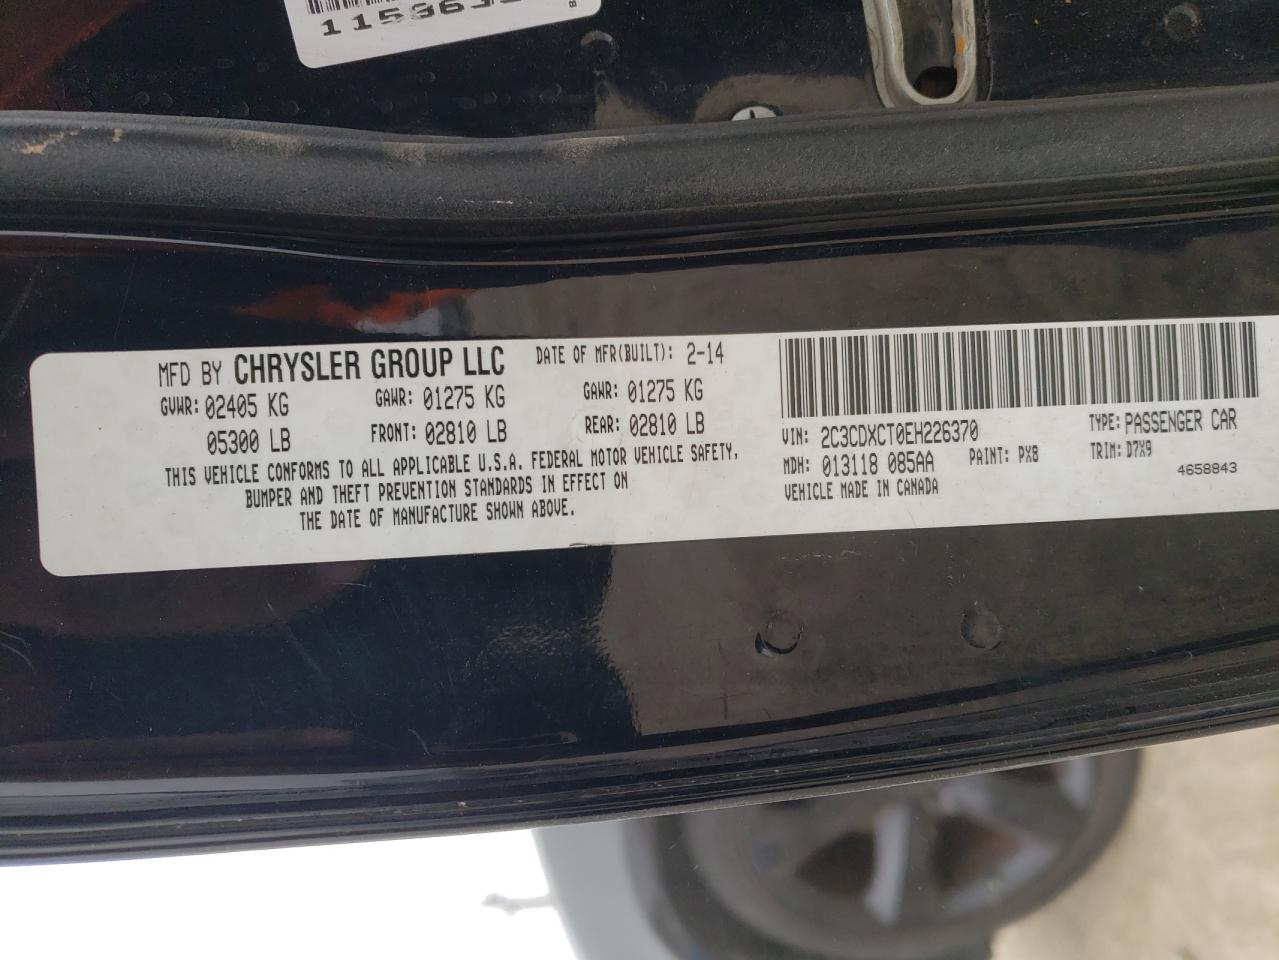 MFD BY CHRYSLER GROUP LLC DATE OF MFR(BUILT): 2-14
GVWR: 02405 KG GAWR: 01275 KG GAWR: 01275 KG
05300 LB FRONT: 02810 LB REAR: 02810 LB
THIS VEHICLE CONFORMS TO ALL APPLICABLE U.S.A. FEDERAL MOTOR VEHICLE SAFETY,
BUMPER AND THEFT PREVENTION STANDARDS IN EFFECT ON
THE DATE OF MANUFACTURE SHOWN ABOVE.
VIN: 2C3CDXCT0EH226370 TYPE: PASSENGER CAR
MDH: 013118 085AA PAINT: PX8 TRIM: D7X9
VEHICLE MADE IN CANADA 4658843